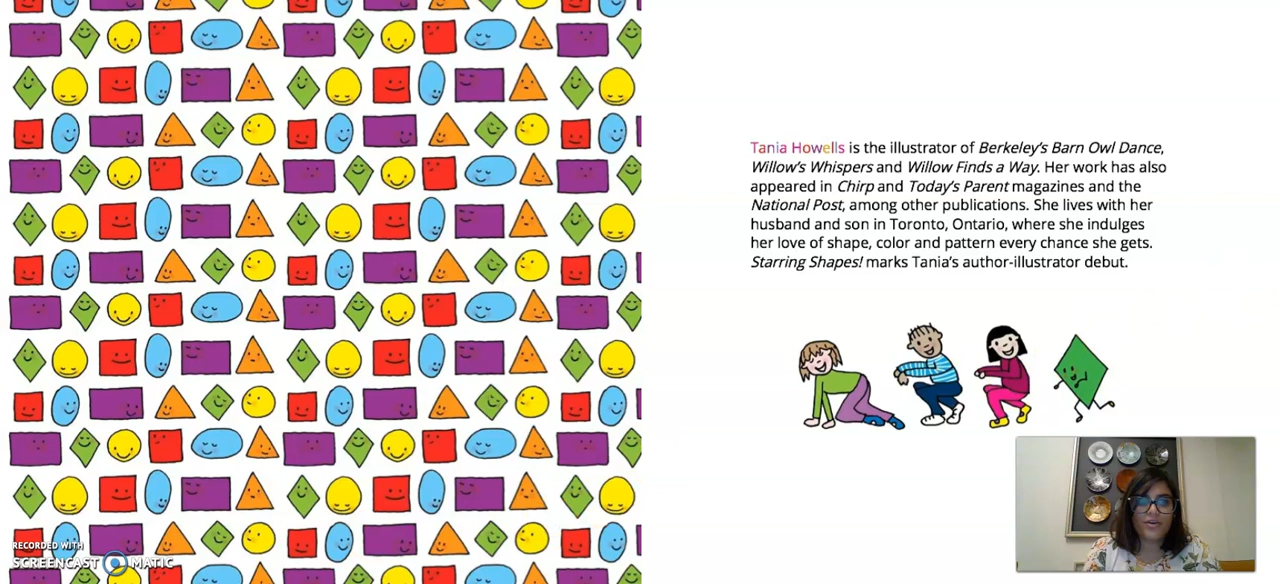 Tania Howells is the illustrator of Berkeley's Barn Owl Dance,
Willow's Whispers and Willow Finds a Way. Her work has also
appeared in Chirp and Today's Parent magazines and the
National Post, among other publications. She lives with her
husband and son in Toronto, Ontario, where she indulges
her love of shape, color and pattern every chance she gets.
Starring Shapes! marks Tania's author-illustrator debut.
RECORDED WITH
SCREENCAST MATIC